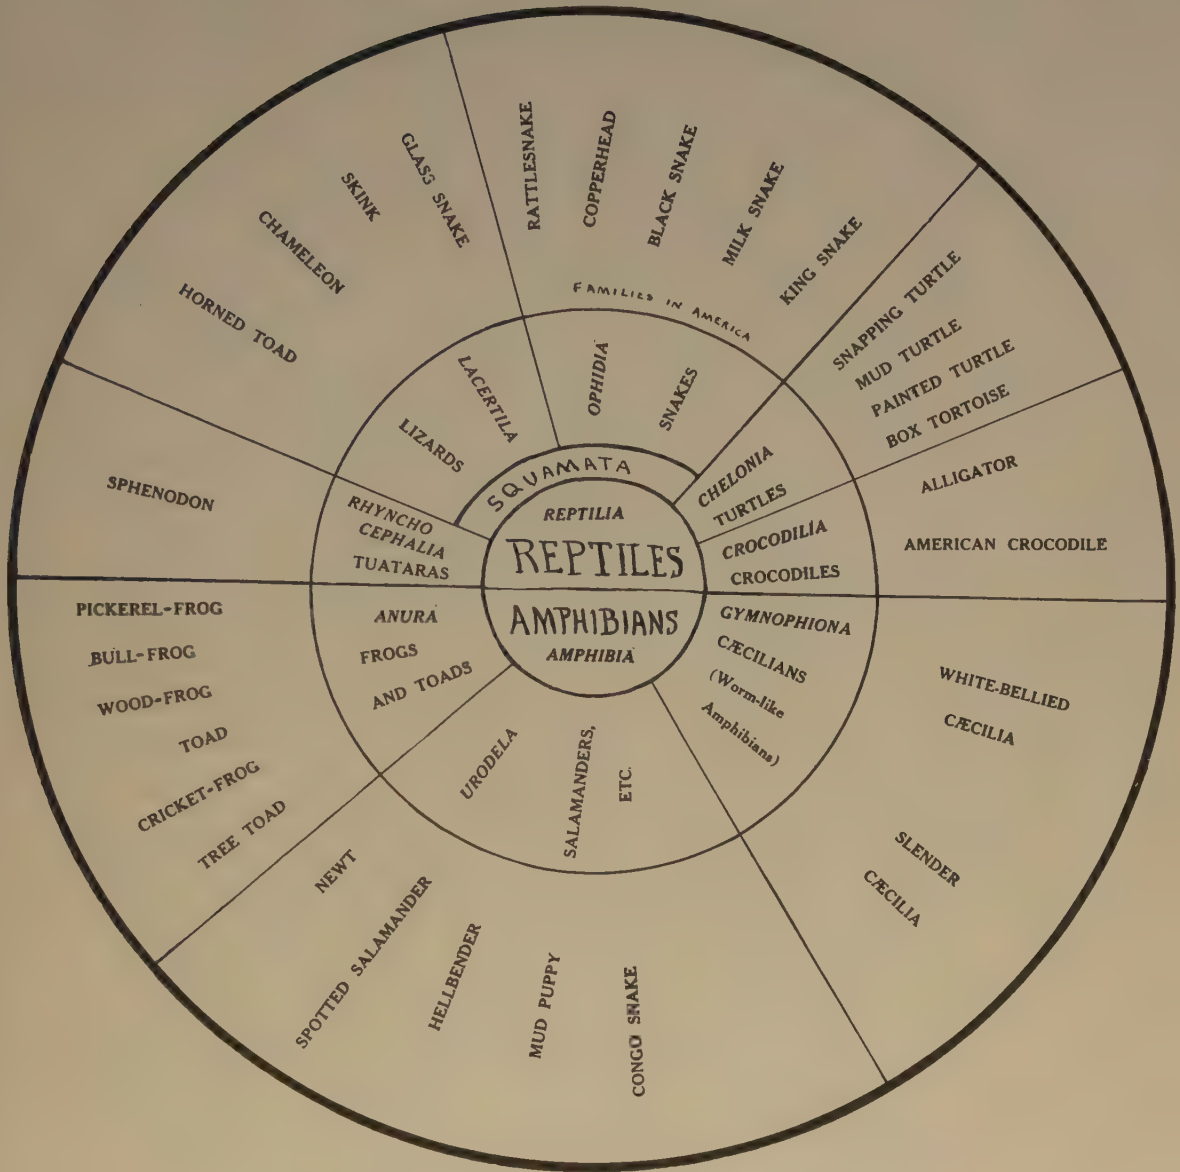 REPTILIA
REPTILES
AMPHIBIANS
AMPHIBIA
SQUAMATA
RHYNCHO
CEPHALIA
TUATARAS
SPHENODON
LIZARDS
LACERTILA
HORNED TOAD
CHAMELEON
SKINK
GLASS SNAKE
OPHIDIA
SNAKES
FAMILIES IN AMERICA
RATTLESNAKE
COPPERHEAD
BLACK SNAKE
MILK SNAKE
KING SNAKE
CHELONIA
TURTLES
SNAPPING TURTLE
MUD TURTLE
PAINTED TURTLE
BOX TORTOISE
CROCODILIA
CROCODILES
ALLIGATOR
AMERICAN CROCODILE
GYMNOPHIONA
CÆCILIANS
(Worm-like
Amphibians)
WHITE-BELLIED
CÆCILIA
SLENDER
CÆCILIA
URODELA
SALAMANDERS,
ETC.
NEWT
SPOTTED SALAMANDER
HELLBENDER
MUD PUPPY
CONGO SNAKE
ANURA
FROGS
AND TOADS
PICKEREL-FROG
BULL-FROG
WOOD-FROG
TOAD
CRICKET-FROG
TREE TOAD